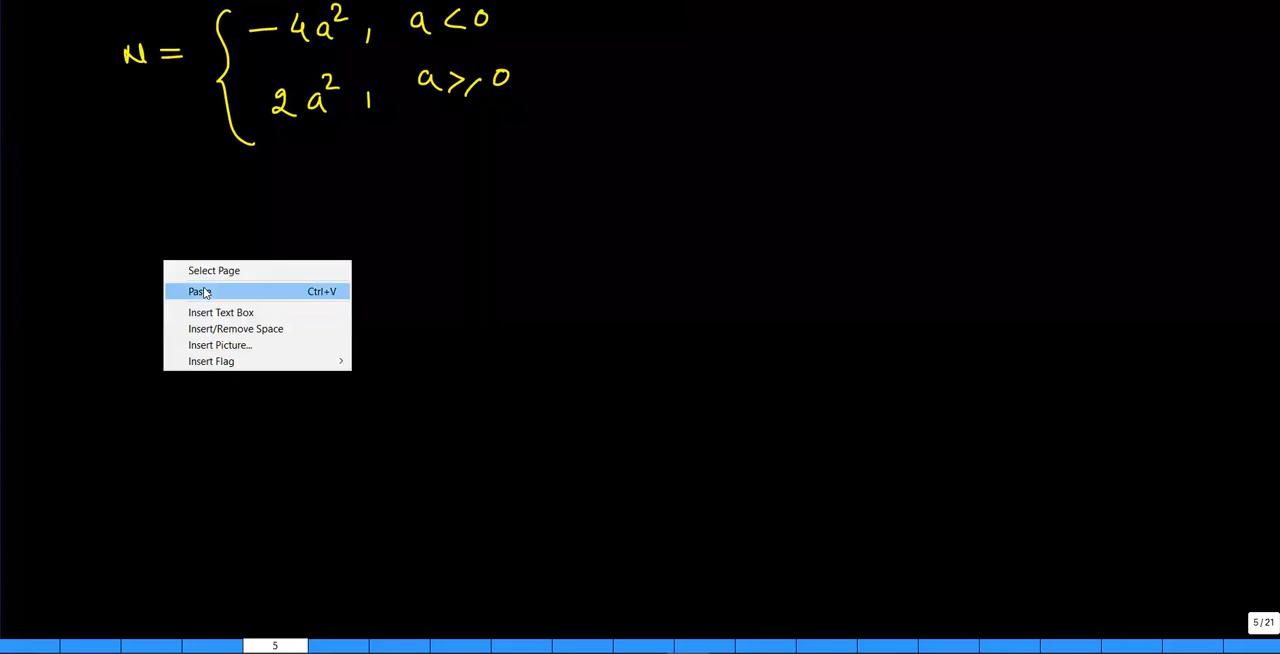 N = { - 4a², a < 0
2a², a ≥ 0
Select Page
Paste Ctrl+V
Insert Text Box
Insert/Remove Space
Insert Picture...
Insert Flag
5 / 21
5